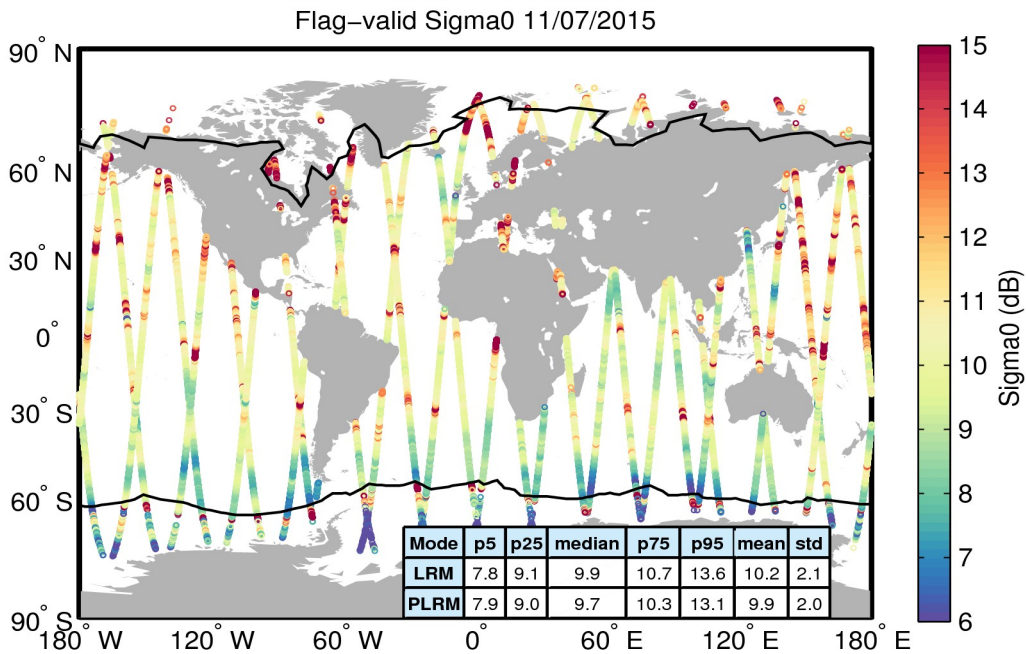 Flag−valid Sigma0 11/07/2015
90° N
60° N
30° N
0°
30° S
60° S
90° S
180° W
120° W
60° W
0°
60° E
120° E
180° E
15
14
13
12
11
10
9
8
7
6
Sigma0 (dB)
Mode p5 p25 median p75 p95 mean std
LRM 7.8 9.1 9.9 10.7 13.6 10.2 2.1
PLRM 7.9 9.0 9.7 10.3 13.1 9.9 2.0